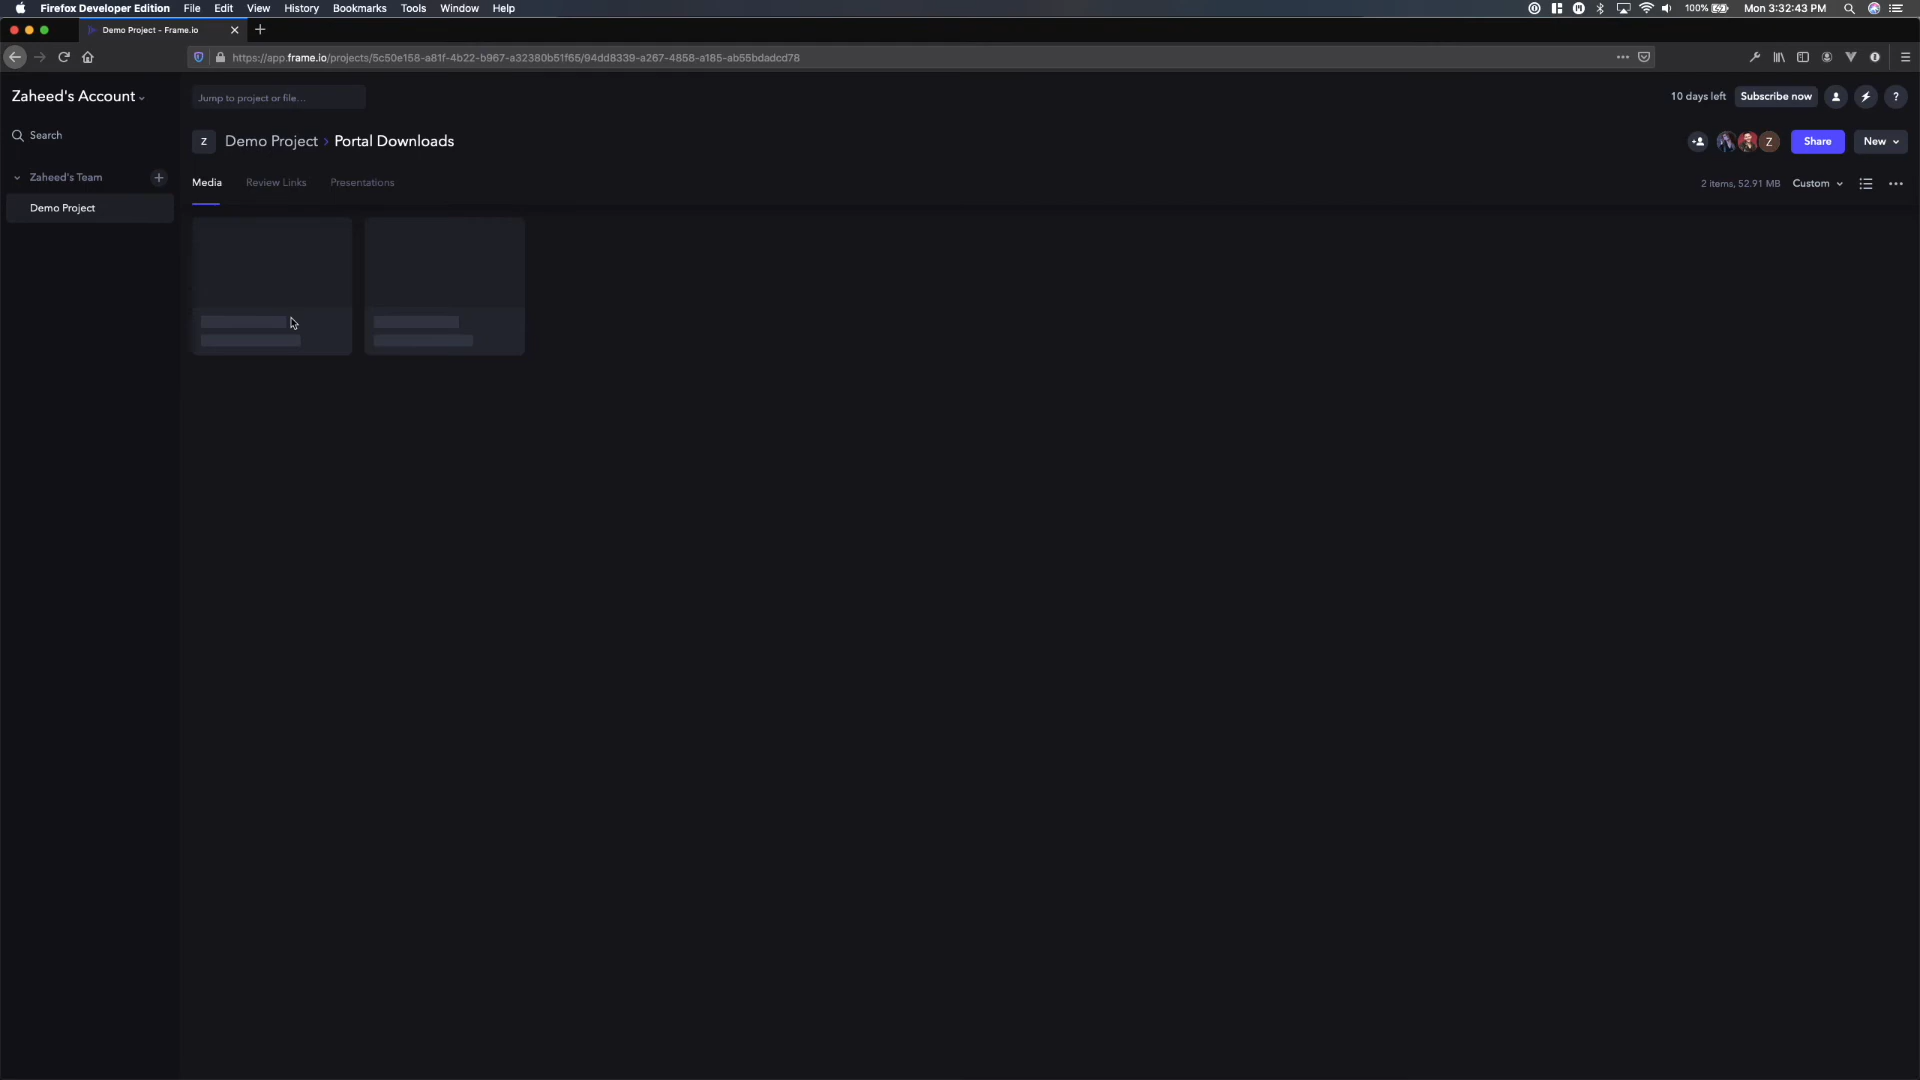 Firefox Developer Edition File Edit View History Bookmarks Tools Window Help 100% Mon 3:32:43 PM
Demo Project - Frame.io
https://app.frame.io/projects/5c50e158-a81f-4b22-b967-a32380b51f65/94dd8339-a267-4858-a185-ab55bdadcd78
Zaheed's Account
Jump to project or file...
10 days left Subscribe now ?
Search
Z Demo Project > Portal Downloads
Z Share New
Zaheed's Team +
Media Review Links Presentations
2 items, 52.91 MB Custom
Demo Project